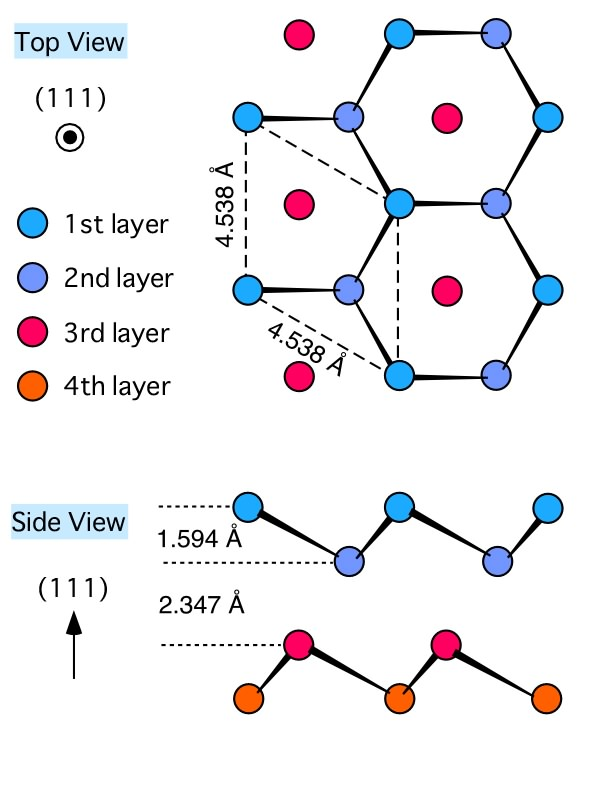 Top View
(111)
4.538 Å
1st layer
2nd layer
3rd layer
4th layer
4.538 Å
Side View
1.594 Å
(111)
2.347 Å